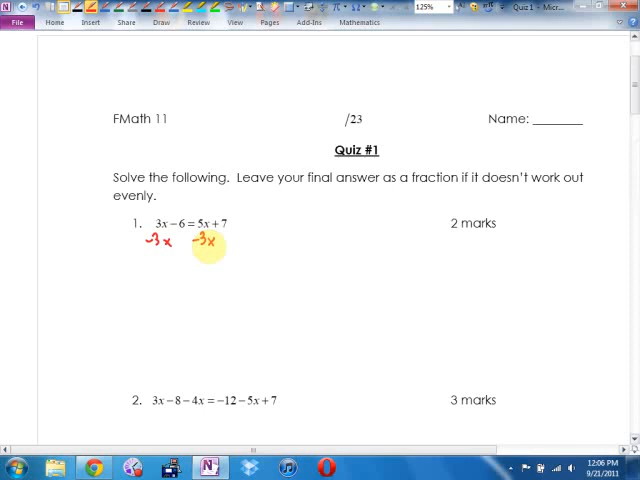 125%
Quiz 1 - Micr...
File Home Insert Share Draw Review View Add-Ins Mathematics
FMath 11 /23 Name: ________
Quiz #1
Solve the following. Leave your final answer as a fraction if it doesn't work out
evenly.
1. 3x − 6 = 5x + 7 2 marks
-3x -3x
2. 3x − 8 − 4x = −12 − 5x + 7 3 marks
12:06 PM
9/21/2011